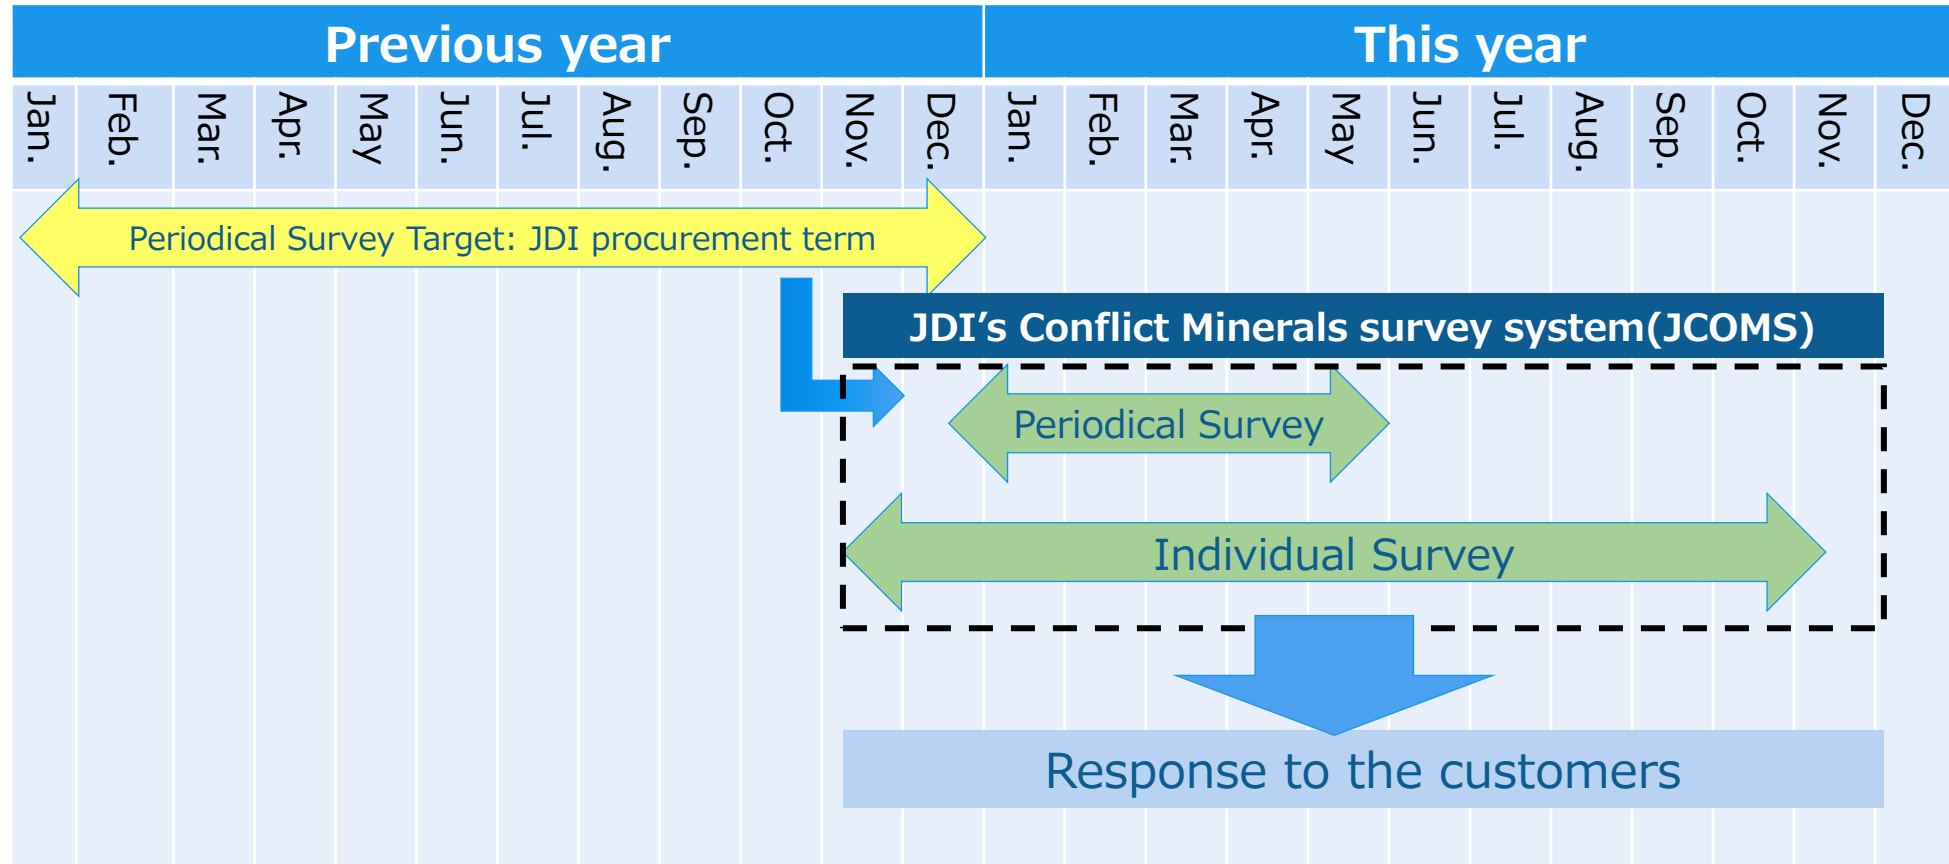 Previous year
This year
Jan.
Feb.
Mar.
Apr.
May
Jun.
Jul.
Aug.
Sep.
Oct.
Nov.
Dec.
Jan.
Feb.
Mar.
Apr.
May
Jun.
Jul.
Aug.
Sep.
Oct.
Nov.
Dec.
Periodical Survey Target: JDI procurement term
JDI’s Conflict Minerals survey system(JCOMS)
Periodical Survey
Individual Survey
Response to the customers